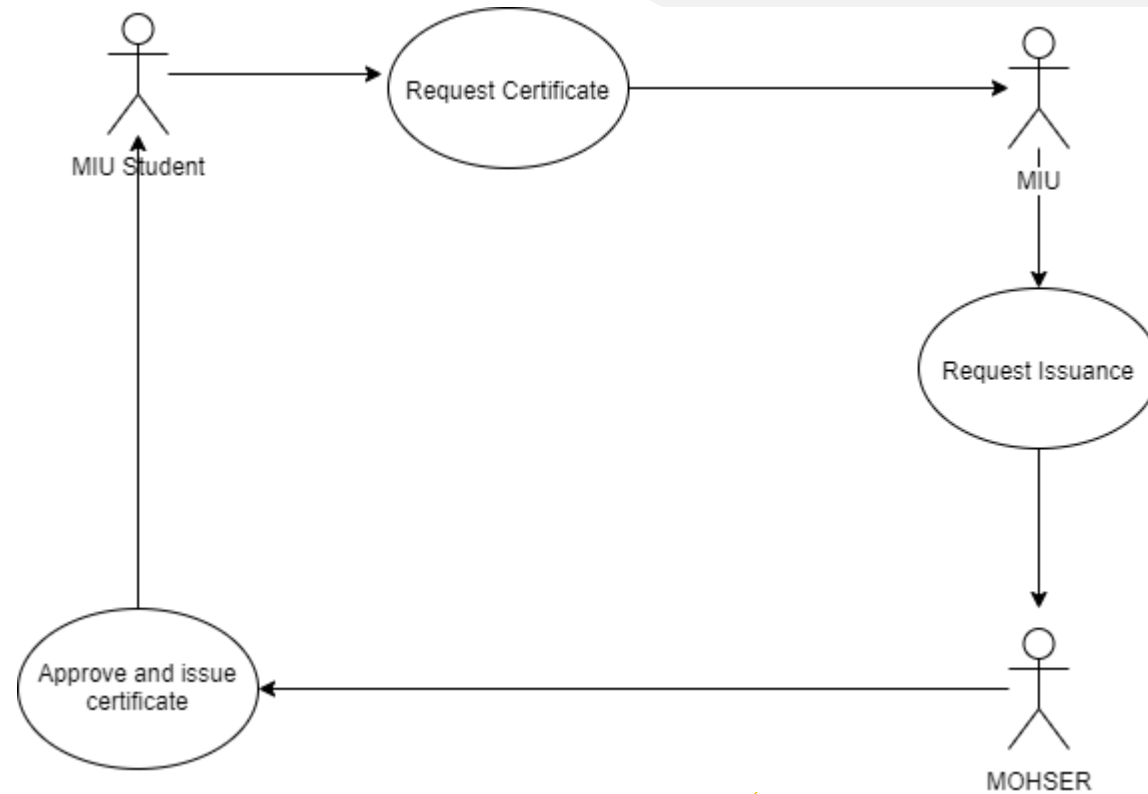 Request Certificate
MIU Student
MIU
Request Issuance
Approve and issue
certificate
MOHSER